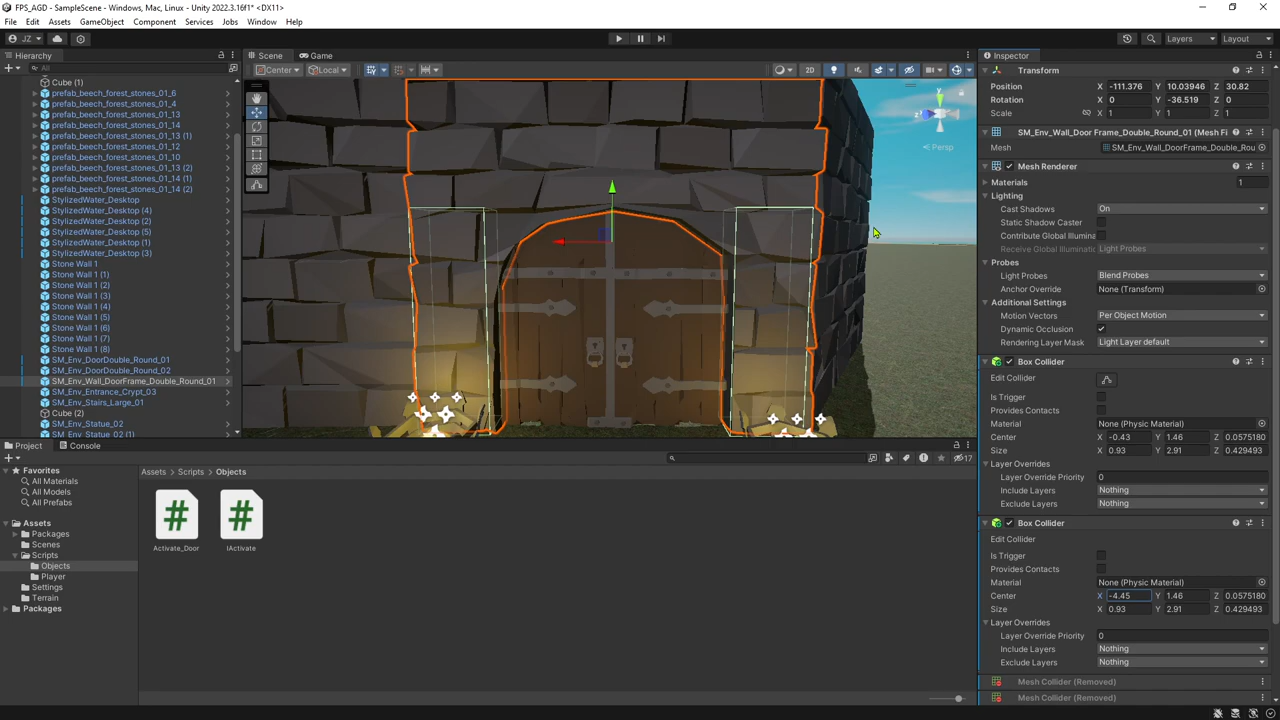 FPS_AGD - SampleScene - Windows, Mac, Linux - Unity 2022.3.16f1* <DX11>
File Edit Assets GameObject Component Services Jobs Window Help
JZ
Layers Layout
Hierarchy
All
Cube (1)
prefab_beech_forest_stones_01_6
prefab_beech_forest_stones_01_4
prefab_beech_forest_stones_01_13
prefab_beech_forest_stones_01_14
prefab_beech_forest_stones_01_13 (1)
prefab_beech_forest_stones_01_12
prefab_beech_forest_stones_01_10
prefab_beech_forest_stones_01_13 (2)
prefab_beech_forest_stones_01_14 (1)
prefab_beech_forest_stones_01_14 (2)
StylizedWater_Desktop
StylizedWater_Desktop (4)
StylizedWater_Desktop (2)
StylizedWater_Desktop (5)
StylizedWater_Desktop (1)
StylizedWater_Desktop (3)
Stone Wall 1
Stone Wall 1 (1)
Stone Wall 1 (2)
Stone Wall 1 (3)
Stone Wall 1 (4)
Stone Wall 1 (5)
Stone Wall 1 (6)
Stone Wall 1 (7)
Stone Wall 1 (8)
SM_Env_DoorDouble_Round_01
SM_Env_DoorDouble_Round_02
SM_Env_Wall_DoorFrame_Double_Round_01
SM_Env_Entrance_Crypt_03
SM_Env_Stairs_Large_01
Cube (2)
SM_Env_Statue_02
SM_Env_Statue_02 (1)
Scene Game
Center Local 2D
y
z
Persp
Inspector
Transform
Position X -111.376 Y 10.03946 Z 30.82
Rotation X 0 Y -36.519 Z 0
Scale X 1 Y 1 Z 1
SM_Env_Wall_Door Frame_Double_Round_01 (Mesh Fi
Mesh SM_Env_Wall_DoorFrame_Double_Rou
Mesh Renderer
Materials 1
Lighting
Cast Shadows On
Static Shadow Caster
Contribute Global Illumina
Receive Global Illuminatio Light Probes
Probes
Light Probes Blend Probes
Anchor Override None (Transform)
Additional Settings
Motion Vectors Per Object Motion
Dynamic Occlusion
Rendering Layer Mask Light Layer default
Box Collider
Edit Collider
Is Trigger
Provides Contacts
Material None (Physic Material)
Center X -0.43 Y 1.46 Z 0.0575180
Size X 0.93 Y 2.91 Z 0.429493
Layer Overrides
Layer Override Priority 0
Include Layers Nothing
Exclude Layers Nothing
Box Collider
Edit Collider
Is Trigger
Provides Contacts
Material None (Physic Material)
Center X -4.45 Y 1.46 Z 0.0575180
Size X 0.93 Y 2.91 Z 0.429493
Layer Overrides
Layer Override Priority 0
Include Layers Nothing
Exclude Layers Nothing
Mesh Collider (Removed)
Mesh Collider (Removed)
Project Console
17
Favorites
All Materials
All Models
All Prefabs
Assets
Packages
Scenes
Scripts
Objects
Player
Settings
Terrain
Packages
Assets > Scripts > Objects
Activate_Door IActivate